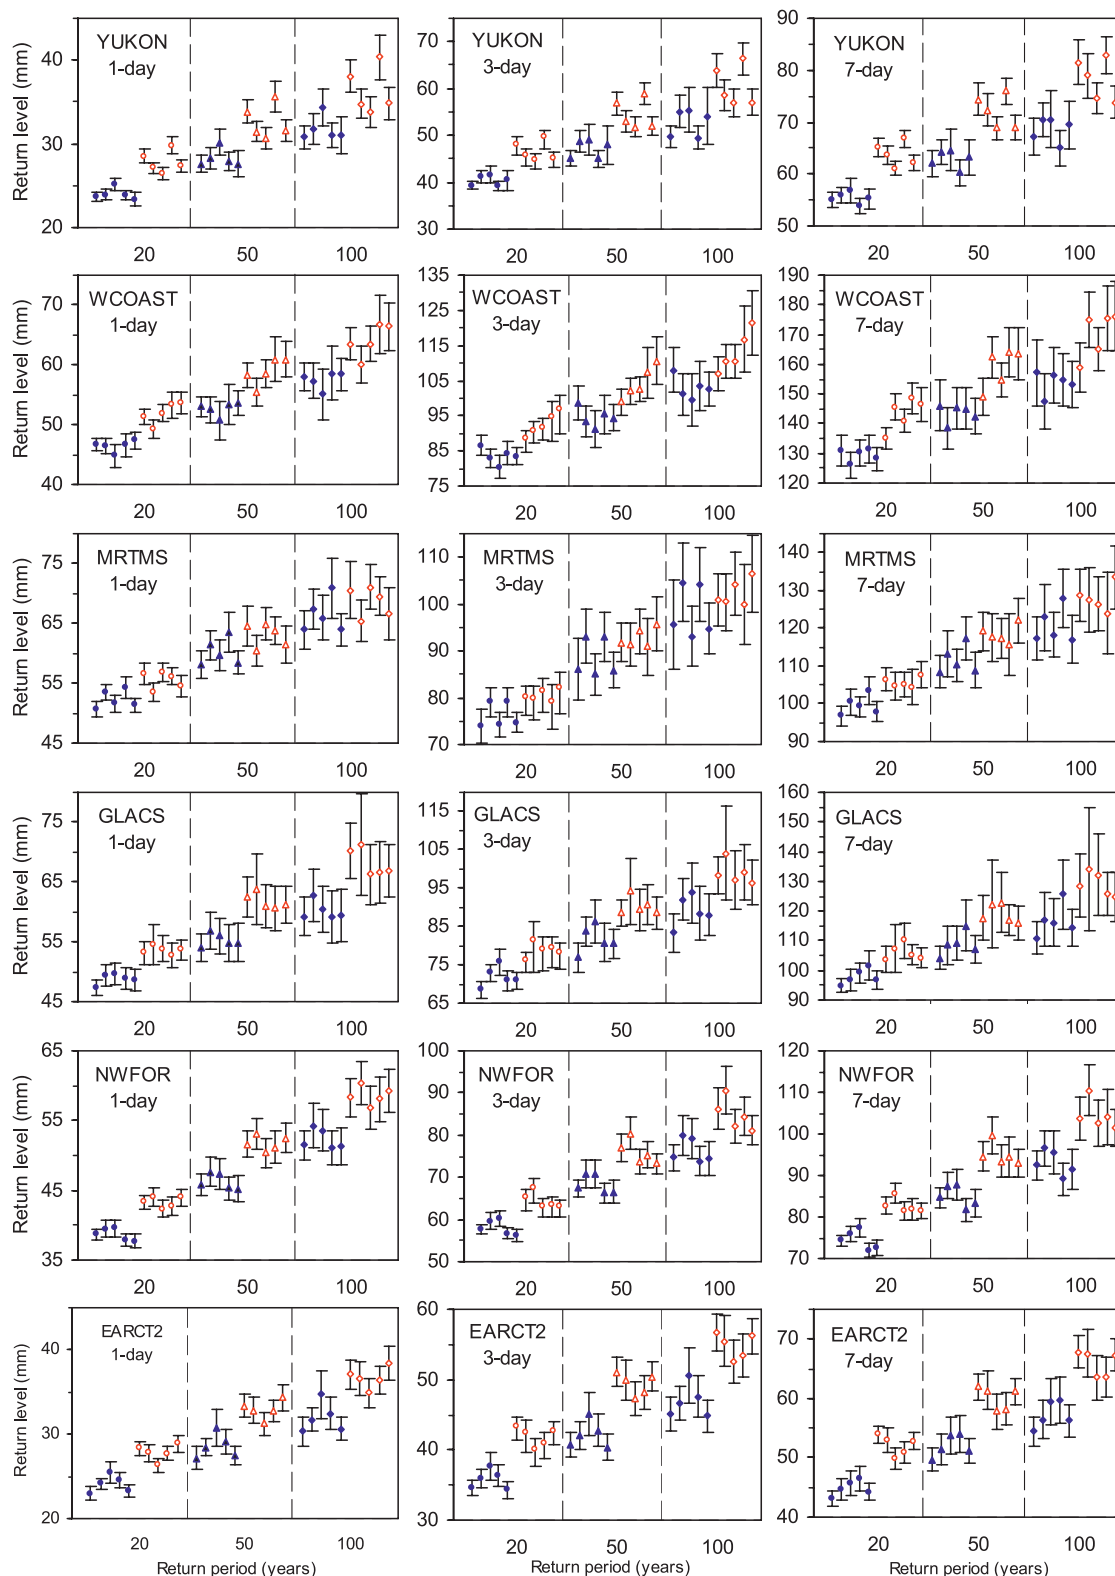 YUKON
1-day
Return level (mm)
40
30
20
20 50 100
YUKON
3-day
70
60
50
40
30
20 50 100
YUKON
7-day
90
80
70
60
50
20 50 100
WCOAST
1-day
Return level (mm)
70
60
50
40
20 50 100
WCOAST
3-day
135
125
115
105
95
85
75
20 50 100
WCOAST
7-day
190
180
170
160
150
140
130
120
20 50 100
MRTMS
1-day
Return level (mm)
75
65
55
45
20 50 100
MRTMS
3-day
110
100
90
80
70
20 50 100
MRTMS
7-day
140
130
120
110
100
90
20 50 100
GLACS
1-day
Return level (mm)
75
65
55
45
20 50 100
GLACS
3-day
115
105
95
85
75
65
20 50 100
GLACS
7-day
160
150
140
130
120
110
100
90
20 50 100
NWFOR
1-day
Return level (mm)
65
55
45
35
20 50 100
NWFOR
3-day
100
90
80
70
60
50
20 50 100
NWFOR
7-day
120
110
100
90
80
70
20 50 100
EARCT2
1-day
Return level (mm)
40
30
20
20 50 100
Return period (years)
EARCT2
3-day
60
50
40
30
20 50 100
Return period (years)
EARCT2
7-day
70
60
50
40
20 50 100
Return period (years)